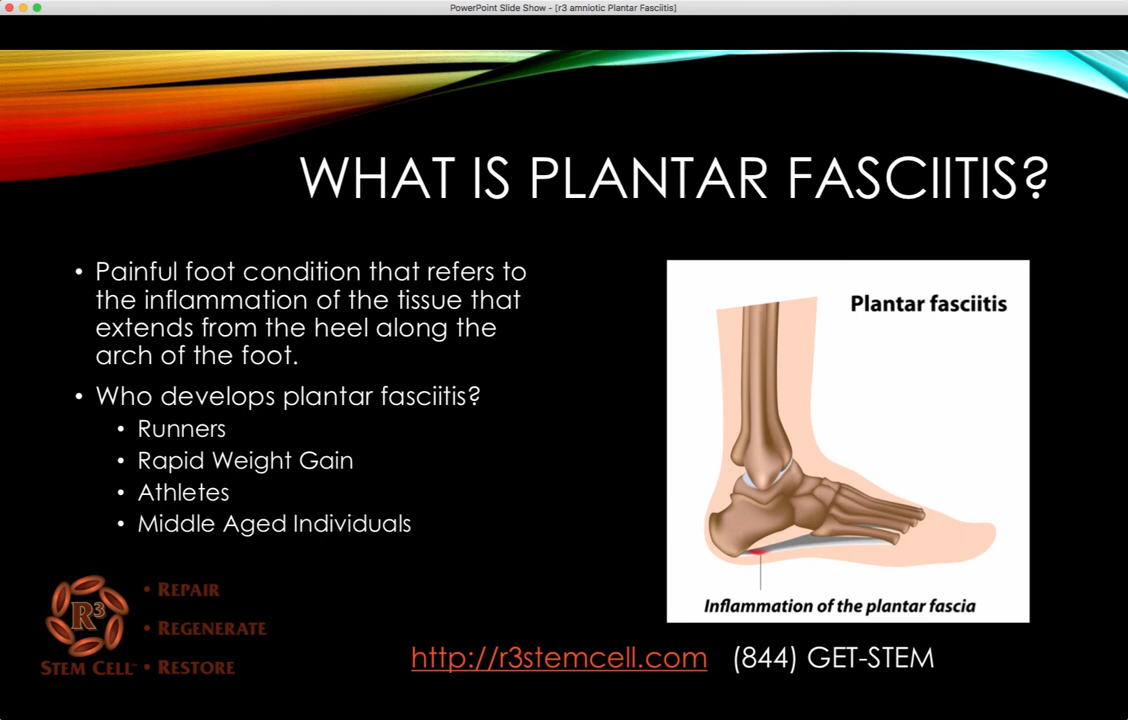 PowerPoint Slide Show - [r3 amniotic Plantar Fasciitis]
WHAT IS PLANTAR FASCIITIS?
• Painful foot condition that refers to
the inflammation of the tissue that
extends from the heel along the
arch of the foot.
• Who develops plantar fasciitis?
• Runners
• Rapid Weight Gain
• Athletes
• Middle Aged Individuals
Plantar fasciitis
Inflammation of the plantar fascia
R3
STEM CELL™
• REPAIR
• REGENERATE
• RESTORE
http://r3stemcell.com (844) GET-STEM